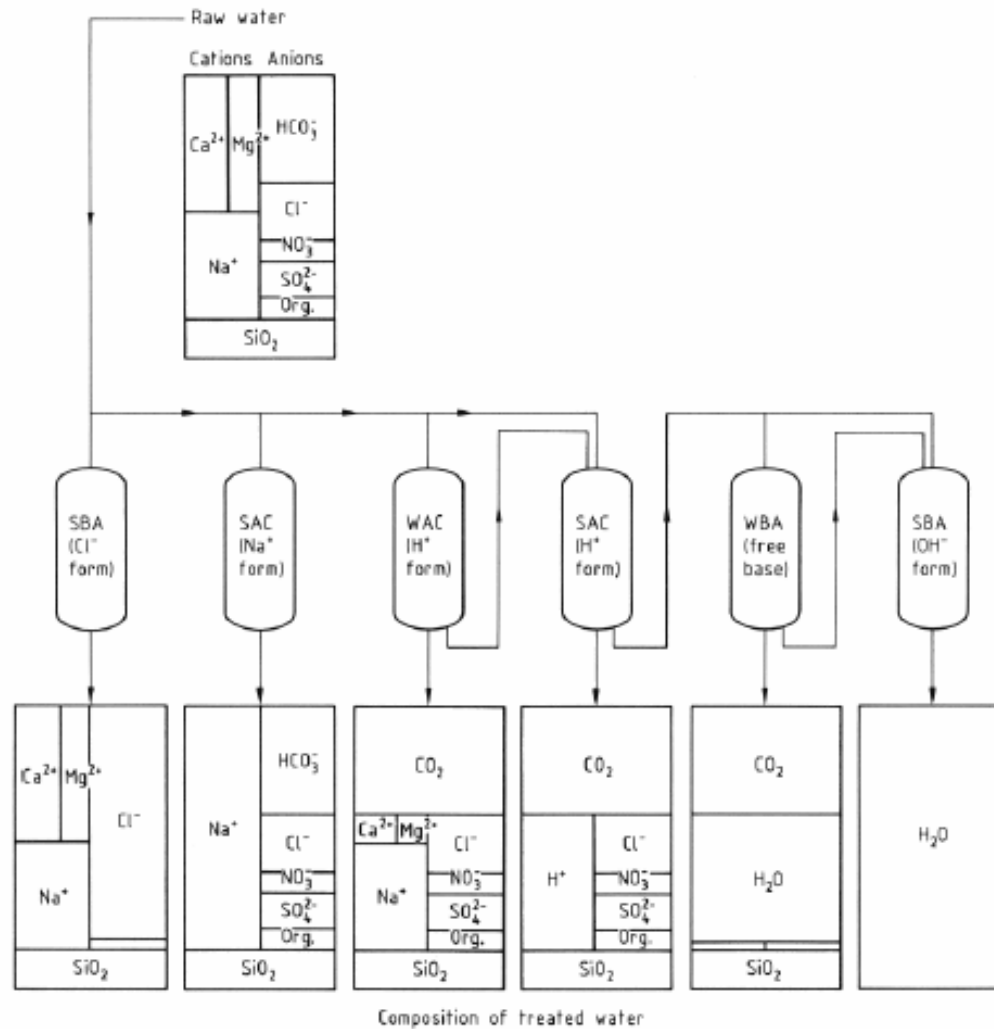 Raw water
Cations Anions
Ca²⁺ Mg²⁺ HCO₃⁻
Cl⁻
NO₃⁻
Na⁺
SO₄²⁻
Org.
SiO₂
SBA
(Cl⁻
form)
SAC
(Na⁺
form)
WAC
(H⁺
form)
SAC
(H⁺
form)
WBA
(free
base)
SBA
(OH⁻
form)
Ca²⁺ Mg²⁺ Cl⁻
Na⁺
SiO₂
HCO₃⁻
Na⁺
Cl⁻
NO₃⁻
SO₄²⁻
Org.
SiO₂
CO₂
Ca²⁺ Mg²⁺ Cl⁻
NO₃⁻
Na⁺
SO₄²⁻
Org.
SiO₂
CO₂
Cl⁻
H⁺
NO₃⁻
SO₄²⁻
Org.
SiO₂
CO₂
H₂O
SiO₂
H₂O
Composition of treated water